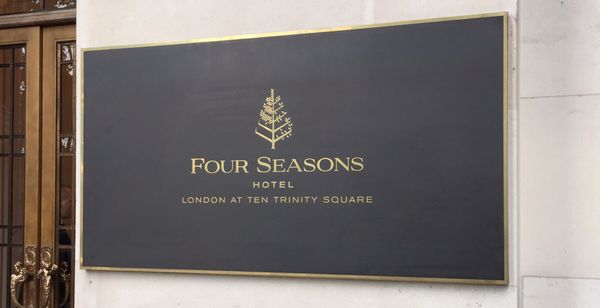 FOUR SEASONS
HOTEL
LONDON AT TEN TRINITY SQUARE